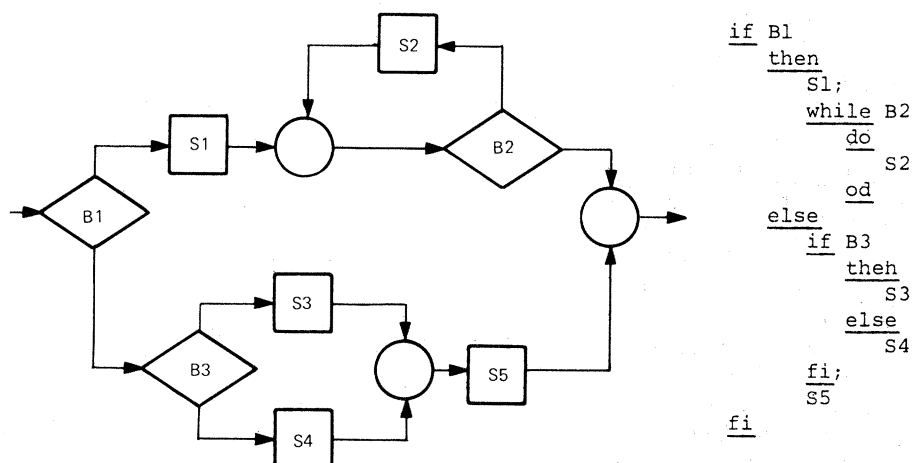 S2
S1
B2
B1
S3
B3
S5
S4
if B1
then
S1;
while B2
do
S2
od
else
if B3
then
S3
else
S4
fi;
S5
fi